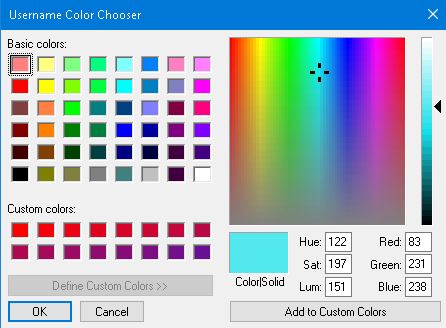 Username Color Chooser
Basic colors:
Custom colors:
Define Custom Colors >>
OK
Cancel
Color|Solid
Hue: 122
Sat: 197
Lum: 151
Red: 83
Green: 231
Blue: 238
Add to Custom Colors